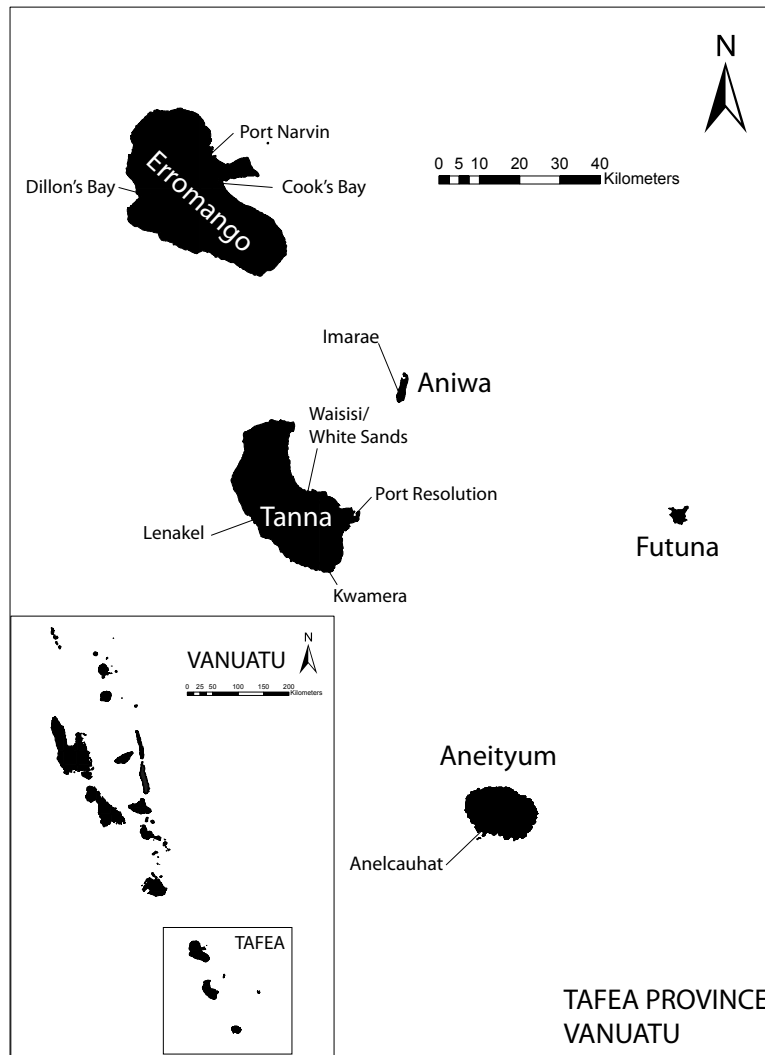 N
Port Narvin
Erromango
Dillon's Bay
Cook's Bay
0 5 10 20 30 40
Kilometers
Imarae
Aniwa
Waisisi/
White Sands
Port Resolution
Tanna
Lenakel
Futuna
Kwamera
N
VANUATU
0 25 50 100 150 200
Kilometers
Aneityum
Anelcauhat
TAFEA
TAFEA PROVINCE
VANUATU